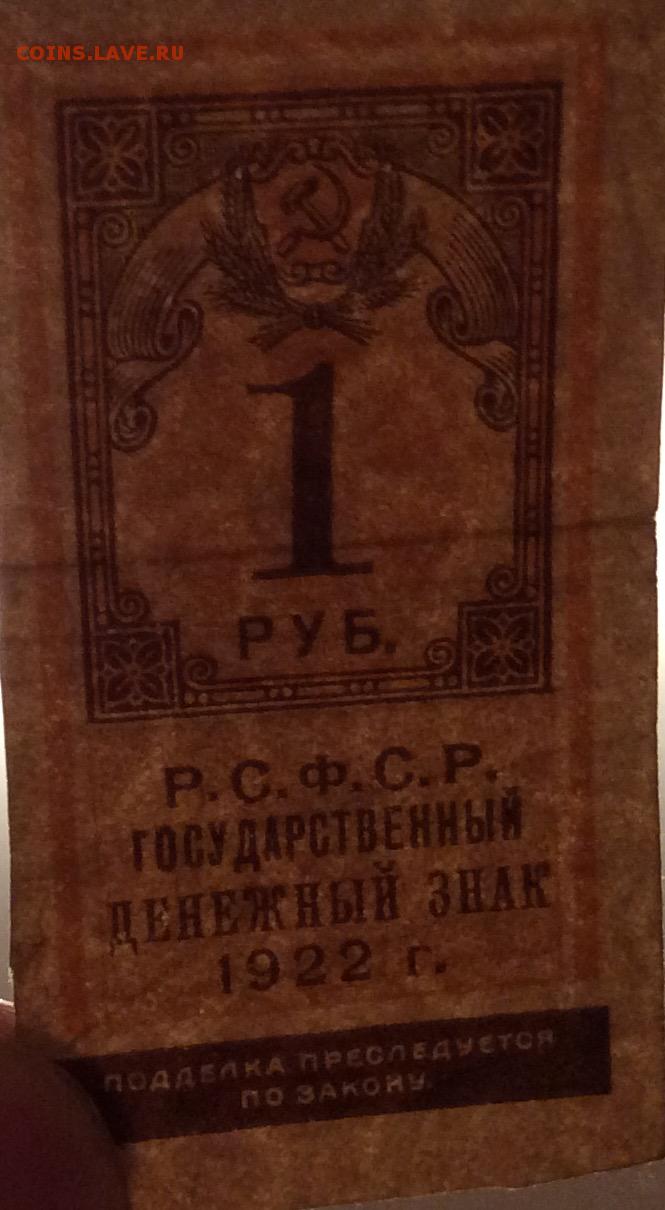 COINS.LAVE.RU
1
РУБ.
Р.С.Ф.С.Р.
ГОСУДАРСТВЕННЫЙ
ДЕНЕЖНЫЙ ЗНАК
1922 г.
ПОДДЕЛКА ПРЕСЛЕДУЕТСЯ
ПО ЗАКОНУ.